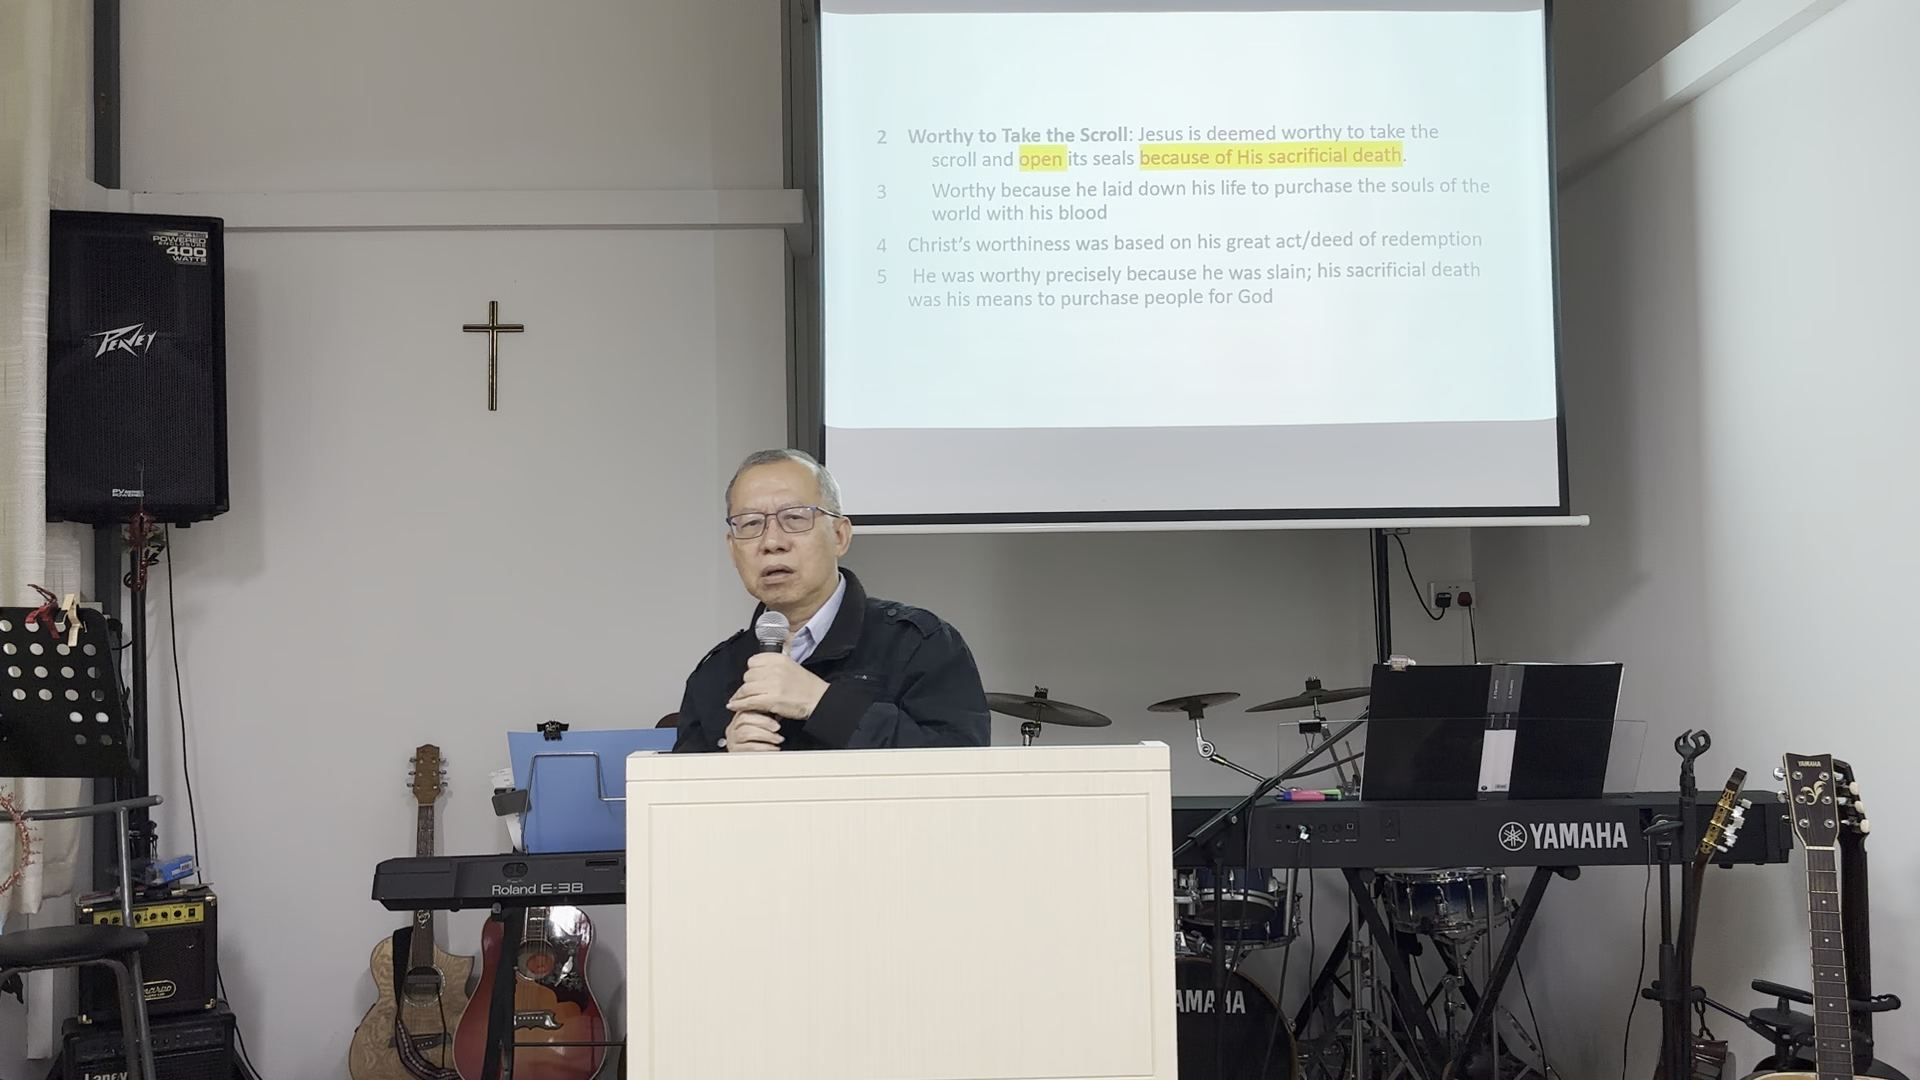 2 Worthy to Take the Scroll: Jesus is deemed worthy to take the
scroll and open its seals because of His sacrificial death.
3 Worthy because he laid down his life to purchase the souls of the
world with his blood
4 Christ's worthiness was based on his great act/deed of redemption
5 He was worthy precisely because he was slain; his sacrificial death
was his means to purchase people for God
POWERED
ENCLOSURE
400
WATTS
PEAVEY
Roland E-38
YAMAHA
YAMAHA
AMAHA
Laney